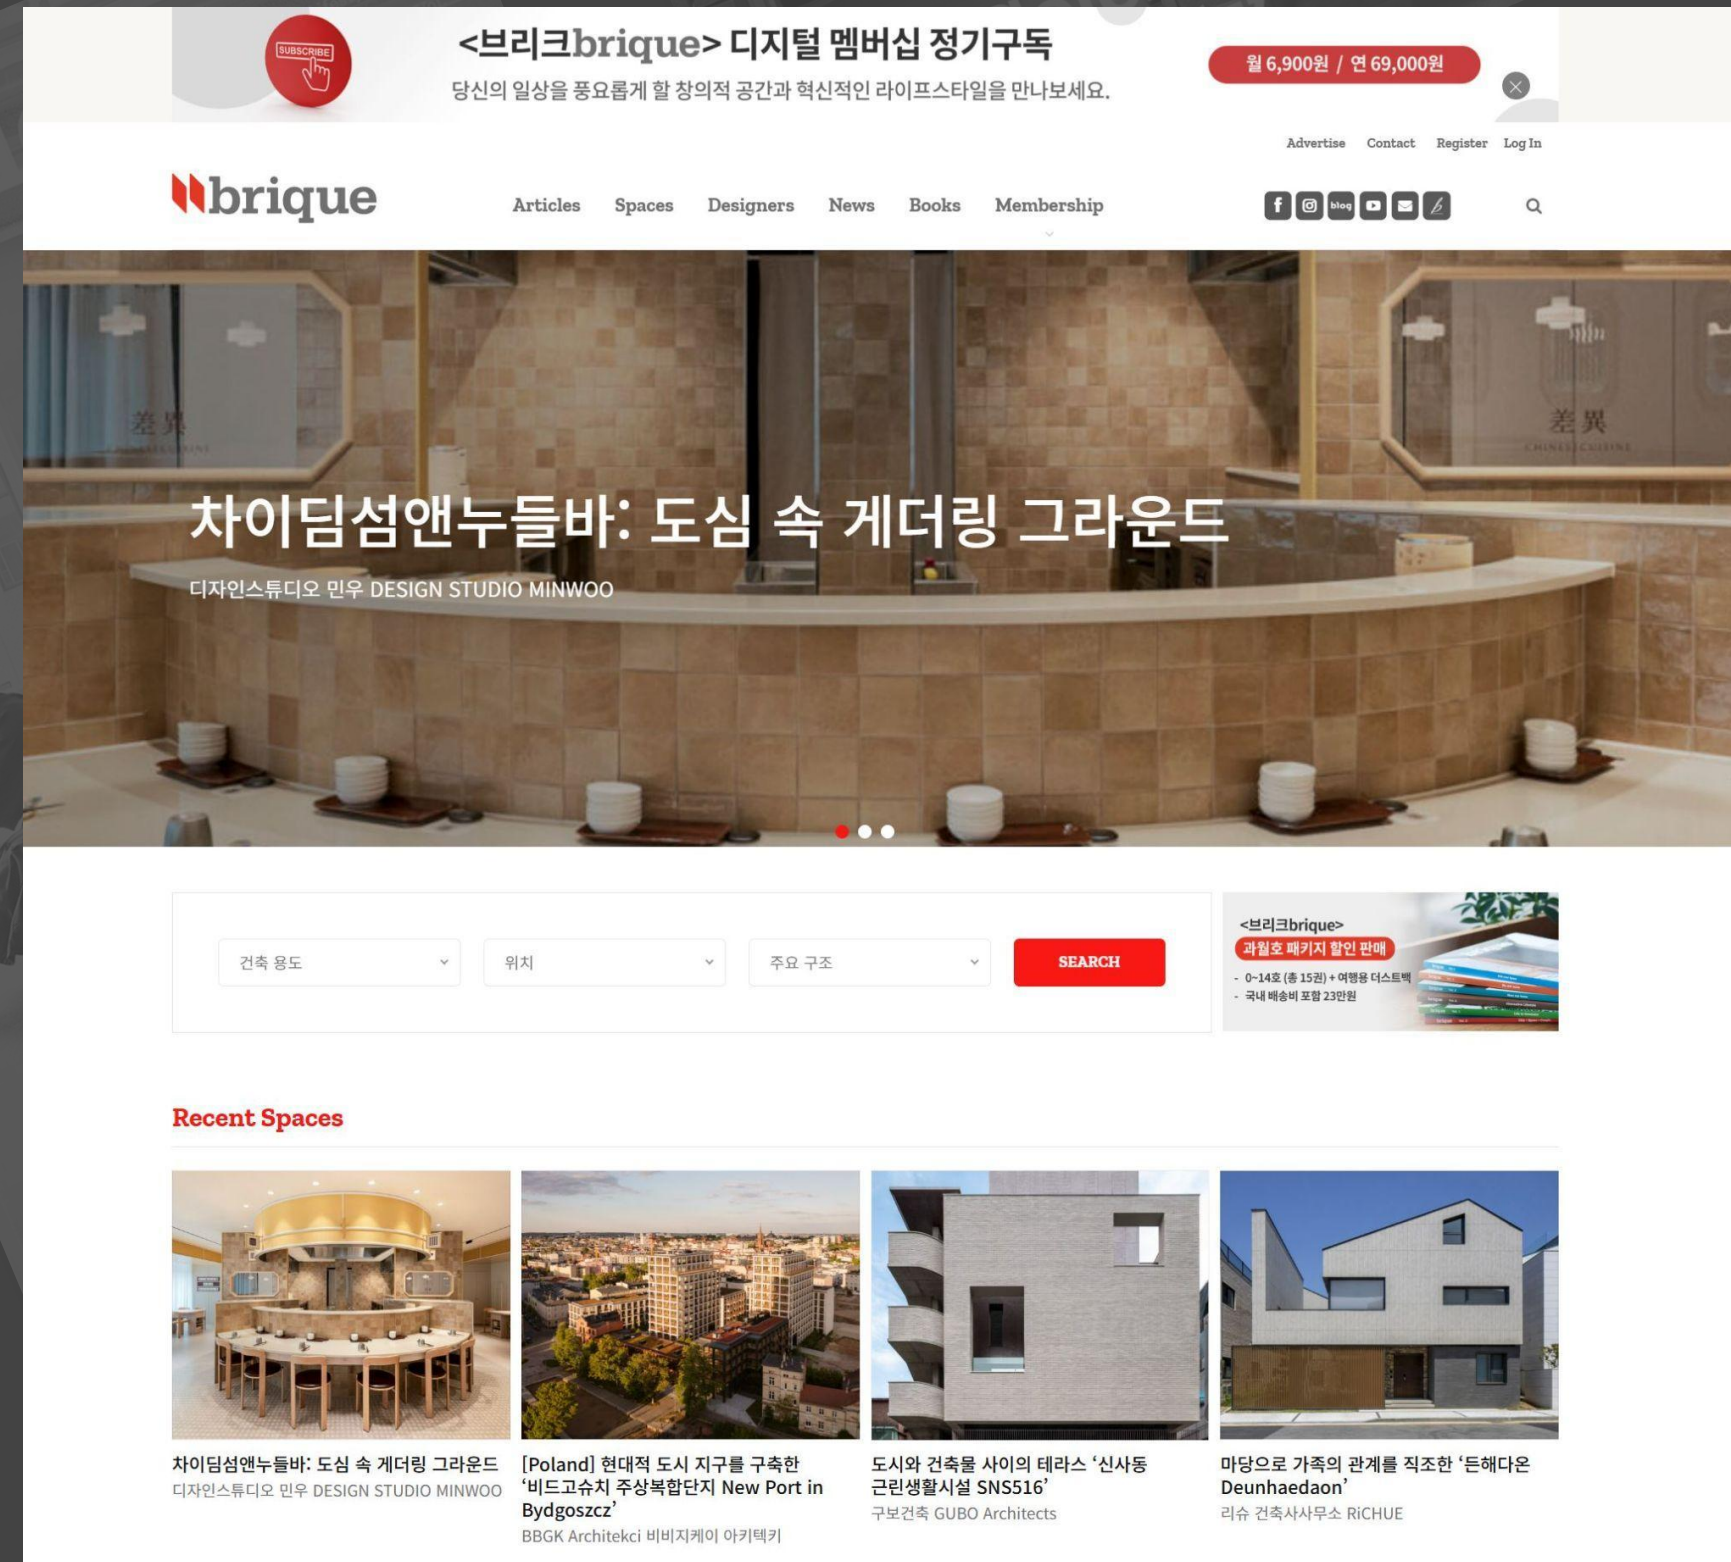 SUBSCRIBE
<브리크brique> 디지털 멤버십 정기구독
당신의 일상을 풍요롭게 할 창의적 공간과 혁신적인 라이프스타일을 만나보세요.
월 6,900원 / 연 69,000원
Advertise Contact Register Log In
brique
Articles Spaces Designers News Books Membership
blog
差異
差異
CHINESE CUISINE
차이딤섬앤누들바: 도심 속 게더링 그라운드
디자인스튜디오 민우 DESIGN STUDIO MINWOO
건축 용도
위치
주요 구조
SEARCH
<브리크brique>
과월호 패키지 할인 판매
- 0~14호 (총 15권) + 여행용 더스트백
- 국내 배송비 포함 23만원
Recent Spaces
차이딤섬앤누들바: 도심 속 게더링 그라운드
디자인스튜디오 민우 DESIGN STUDIO MINWOO
[Poland] 현대적 도시 지구를 구축한
‘비드고슈치 주상복합단지 New Port in
Bydgoszcz’
BBGK Architekci 비비지케이 아키텍키
도시와 건축물 사이의 테라스 ‘신사동
근린생활시설 SNS516’
구보건축 GUBO Architects
마당으로 가족의 관계를 직조한 ‘든해다온
Deunhaedaon’
리슈 건축사사무소 RiCHUE